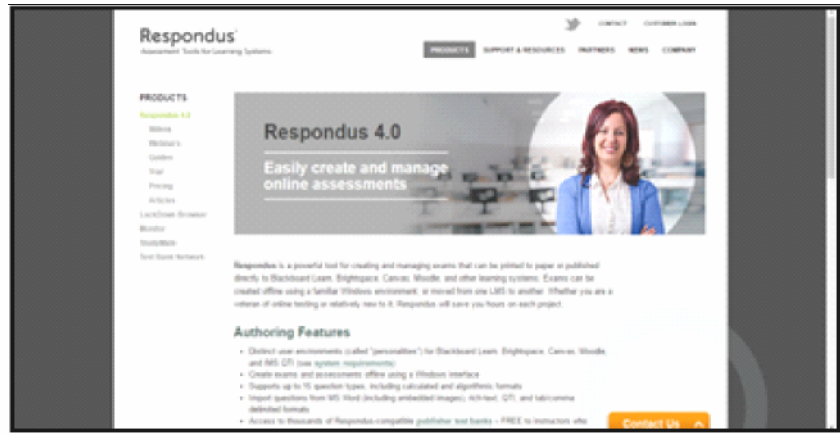 CONTACT CUSTOMER LOGIN
Respondus
Assessment Tools for Learning Systems
PRODUCTS SUPPORT & RESOURCES PARTNERS NEWS COMPANY
PRODUCTS
Respondus 4.0
Videos
Webinars
Guides
Trial
Pricing
Articles
LockDown Browser
Monitor
StudyMate
Test Bank Network
Respondus 4.0
Easily create and manage
online assessments
Respondus is a powerful tool for creating and managing exams that can be printed to paper or published
directly to Blackboard Learn, Brightspace, Canvas, Moodle, and other learning systems. Exams can be
created offline using a familiar Windows environment, or moved from one LMS to another. Whether you are a
veteran of online testing or relatively new to it, Respondus will save you hours on each project.
Authoring Features
• Distinct user environments (called "personalities") for Blackboard Learn, Brightspace, Canvas, Moodle,
and IMS QTI (see system requirements)
• Create exams and assessments offline using a Windows interface
• Supports up to 15 question types, including calculated and algorithmic formats
• Import questions from MS Word (including embedded images), rich-text, QTI, and tab/comma
delimited formats
• Access to thousands of Respondus-compatible publisher test banks – FREE to instructors who
Contact Us